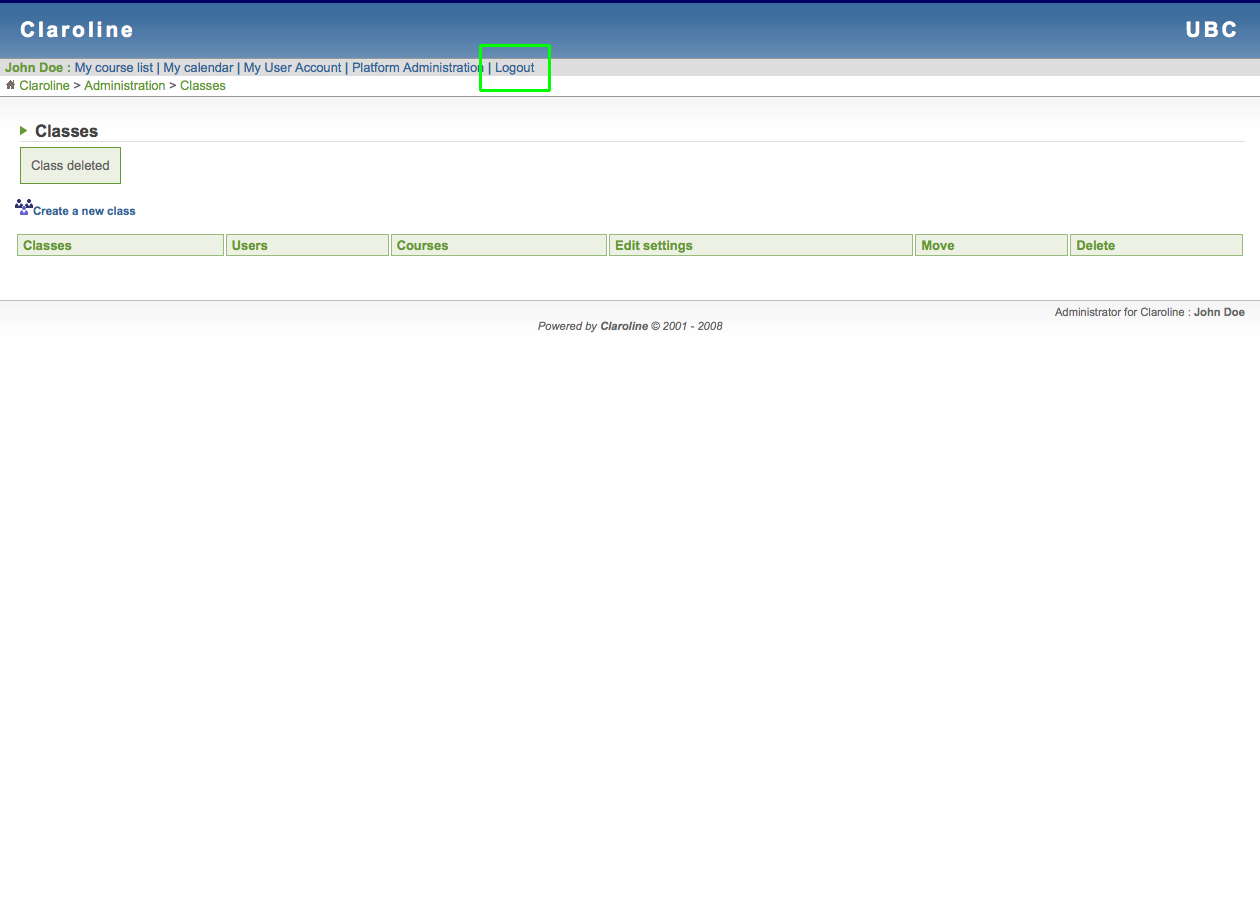 Claroline UBC
John Doe : My course list | My calendar | My User Account | Platform Administration | Logout
Claroline > Administration > Classes
Classes
Class deleted
Create a new class
Classes Users Courses Edit settings Move Delete
Administrator for Claroline : John Doe
Powered by Claroline © 2001 - 2008